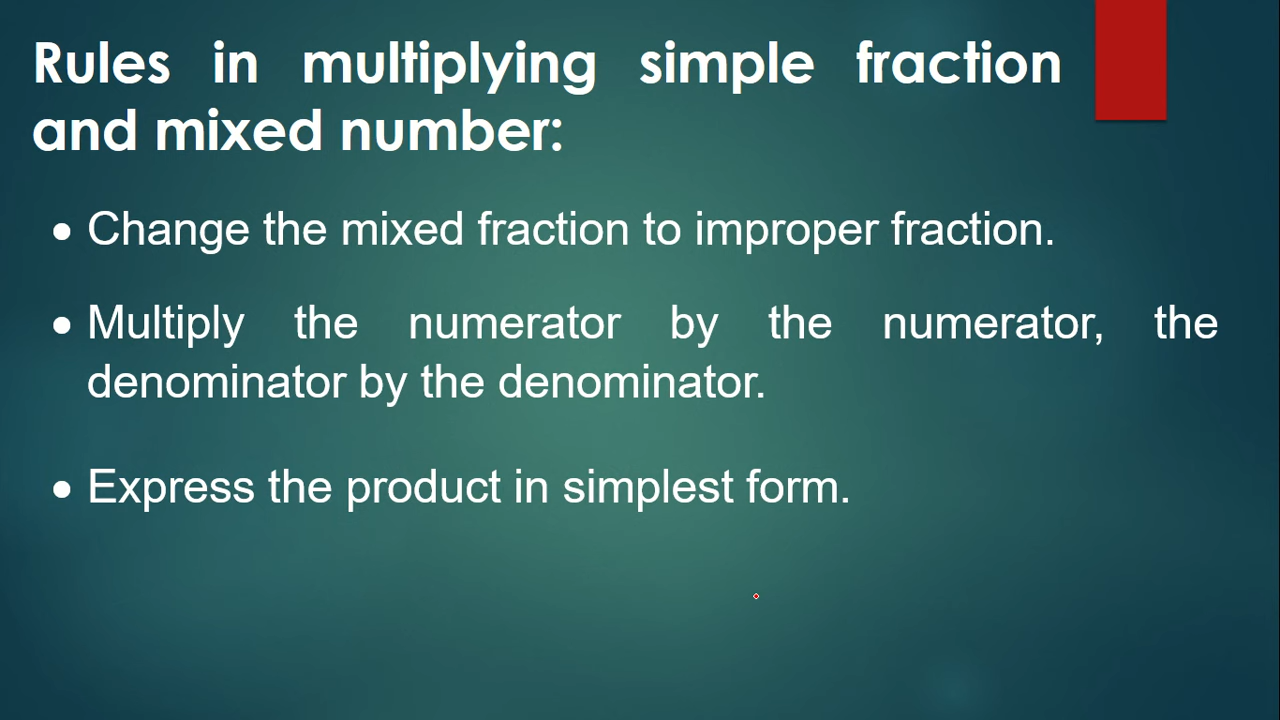 Rules in multiplying simple fraction
and mixed number:
• Change the mixed fraction to improper fraction.
• Multiply the numerator by the numerator, the
denominator by the denominator.
• Express the product in simplest form.